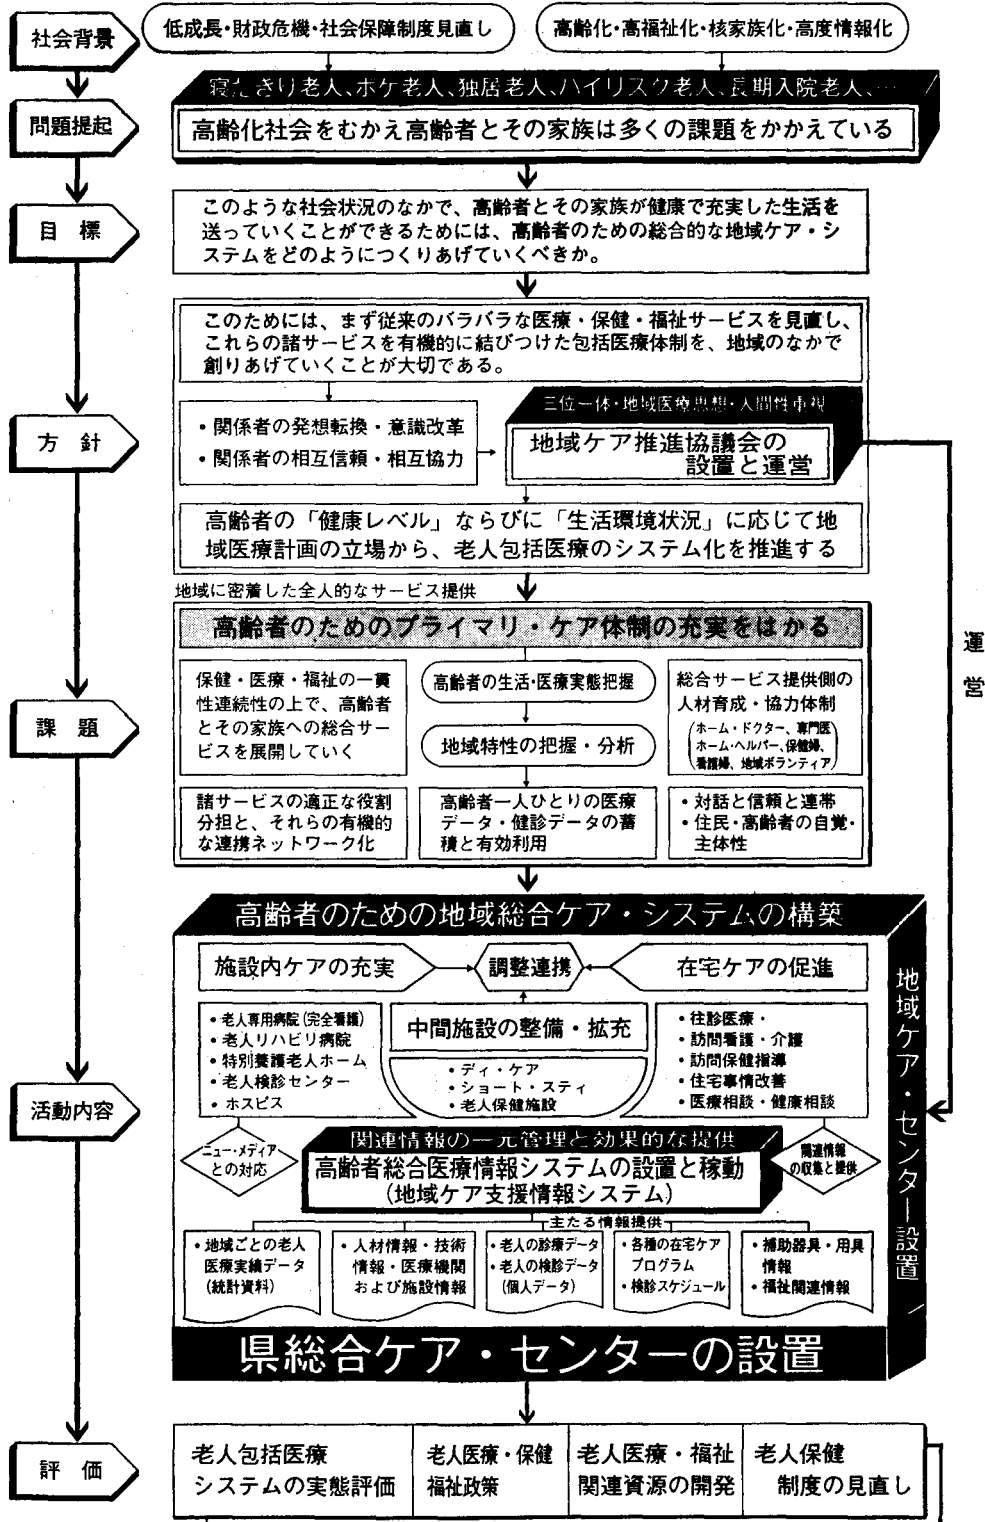 社会背景
低成長・財政危機・社会保障制度見直し
高齢化・高福祉化・核家族化・高度情報化
寝たきり老人、ボケ老人、独居老人、ハイリスク老人、長期入院老人、…
問題提起
高齢化社会をむかえ高齢者とその家族は多くの課題をかかえている
目 標
このような社会状況のなかで、高齢者とその家族が健康で充実した生活を
送っていくことができるためには、高齢者のための総合的な地域ケア・シ
ステムをどのようにつくりあげていくべきか。
このためには、まず従来のバラバラな医療・保健・福祉サービスを見直し、
これらの諸サービスを有機的に結びつけた包括医療体制を、地域のなかで
創りあげていくことが大切である。
方 針
・関係者の発想転換・意識改革
・関係者の相互信頼・相互協力
三位一体・地域医療思想・人間性重視
地域ケア推進協議会の
設置と運営
高齢者の「健康レベル」ならびに「生活環境状況」に応じて地
域医療計画の立場から、老人包括医療のシステム化を推進する
運営
地域に密着した全人的なサービス提供
高齢者のためのプライマリ・ケア体制の充実をはかる
課 題
保健・医療・福祉の一貫
性連続性の上で、高齢者
とその家族への総合サー
ビスを展開していく
高齢者の生活・医療実態把握
地域特性の把握・分析
総合サービス提供側の
人材育成・協力体制
(ホーム・ドクター、専門医
ホーム・ヘルパー、保健婦、
看護婦、地域ボランティア)
諸サービスの適正な役割
分担と、それらの有機的
な連携ネットワーク化
高齢者一人ひとりの医療
データ・健診データの蓄
積と有効利用
・対話と信頼と連帯
・住民・高齢者の自覚・
主体性
高齢者のための地域総合ケア・システムの構築
地域ケア・センター設置
活動内容
施設内ケアの充実
調整連携
在宅ケアの促進
・老人専用病院(完全看護)
・老人リハビリ病院
・特別養護老人ホーム
・老人検診センター
・ホスピス
中間施設の整備・拡充
・ディ・ケア
・ショート・スティ
・老人保健施設
・往診医療・
・訪問看護・介護
・訪問保健指導
・住宅事情改善
・医療相談・健康相談
ニュー・メディア
との対応
関連情報の一元管理と効果的な提供
高齢者総合医療情報システムの設置と稼動
(地域ケア支援情報システム)
関連情報
の収集と提供
主たる情報提供
・地域ごとの老人
医療実績データ
(統計資料)
・人材情報・技術
情報・医療機関
および施設情報
・老人の診療データ
・老人の検診データ
(個人データ)
・各種の在宅ケア
プログラム
・検診スケジュール
・補助器具・用具
情報
・福祉関連情報
県総合ケア・センターの設置
評 価
老人包括医療
システムの実態評価
老人医療・保健
福祉政策
老人医療・福祉
関連資源の開発
老人保健
制度の見直し